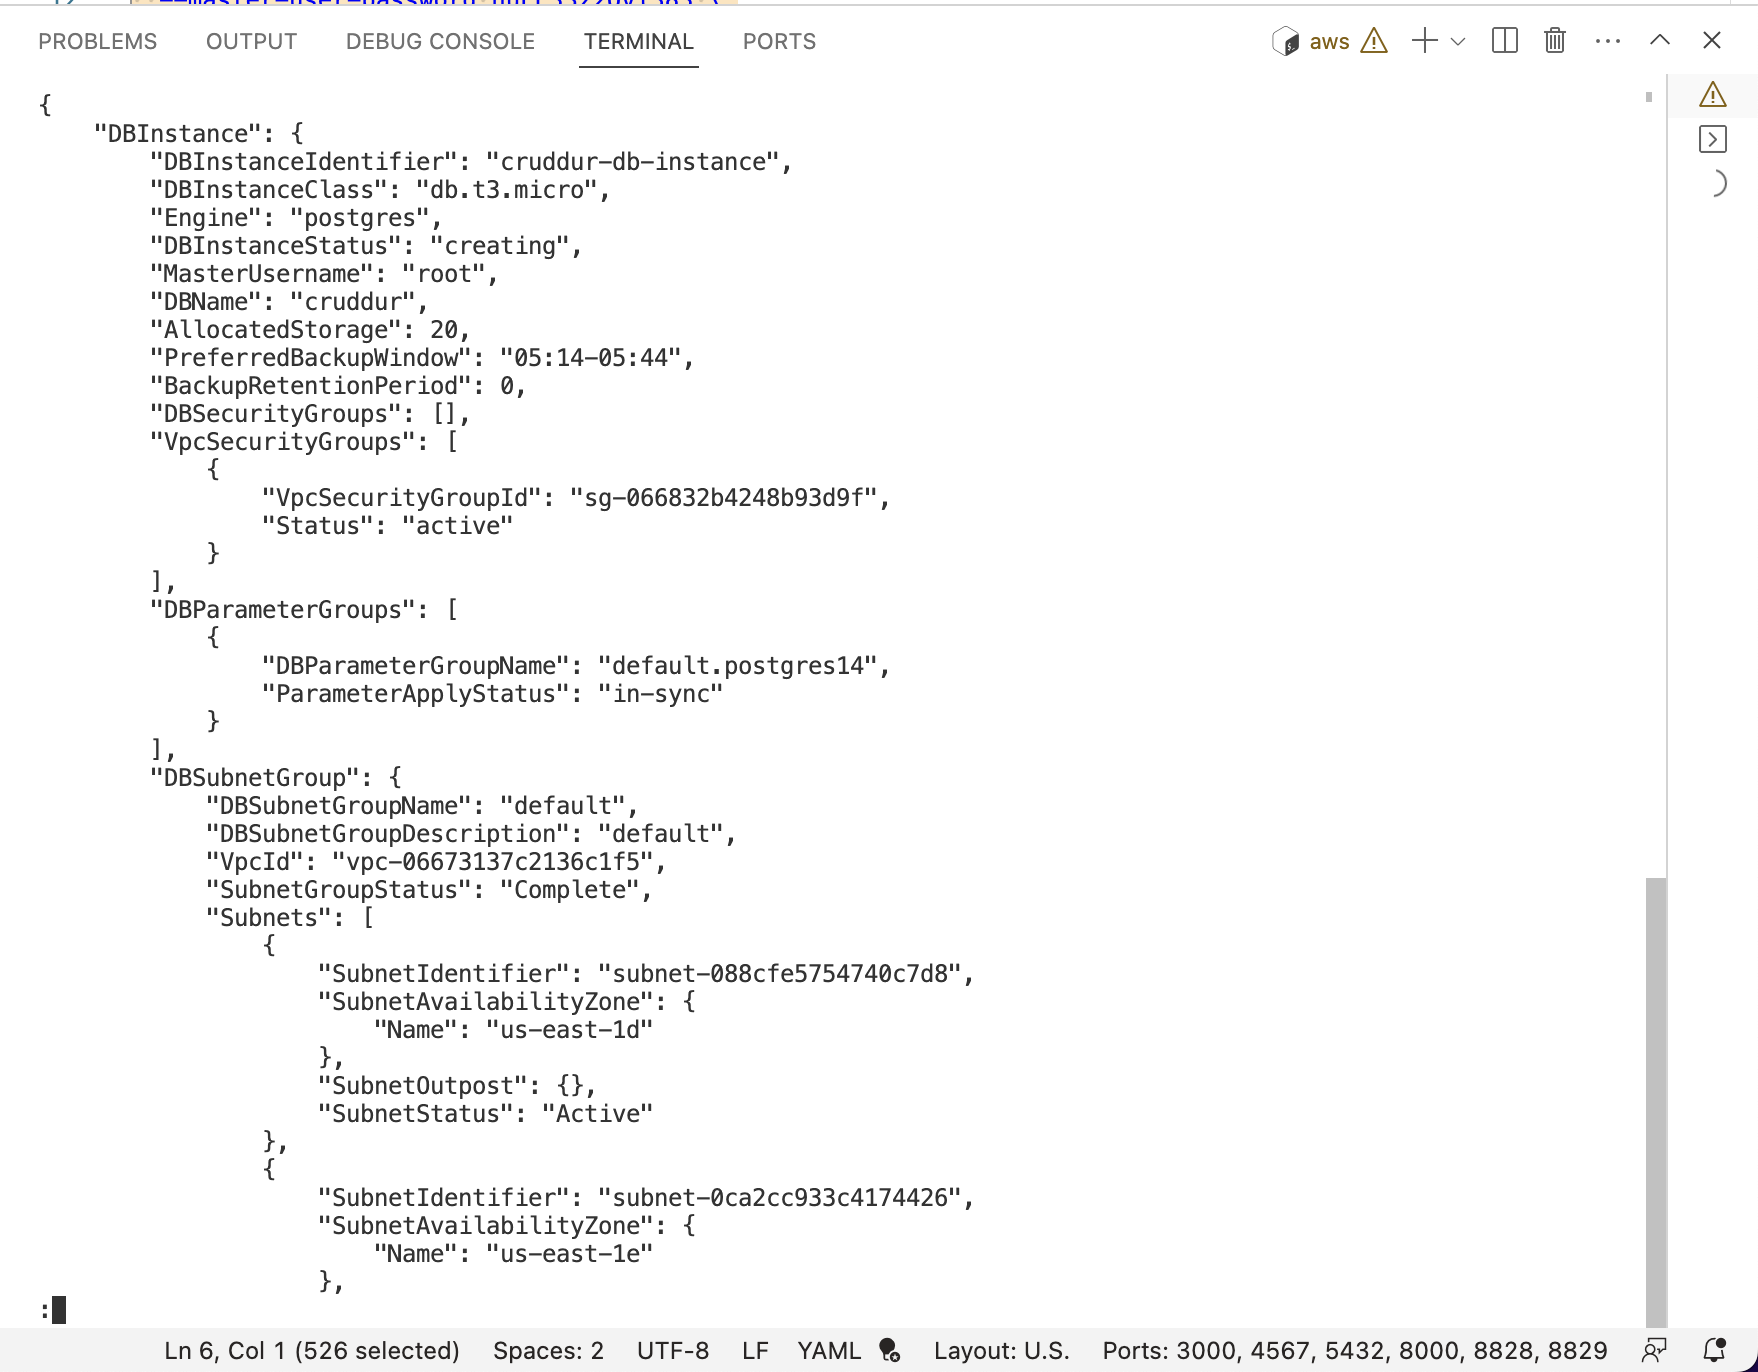 PROBLEMS OUTPUT DEBUG CONSOLE TERMINAL PORTS aws
{
    "DBInstance": {
        "DBInstanceIdentifier": "cruddur-db-instance",
        "DBInstanceClass": "db.t3.micro",
        "Engine": "postgres",
        "DBInstanceStatus": "creating",
        "MasterUsername": "root",
        "DBName": "cruddur",
        "AllocatedStorage": 20,
        "PreferredBackupWindow": "05:14-05:44",
        "BackupRetentionPeriod": 0,
        "DBSecurityGroups": [],
        "VpcSecurityGroups": [
            {
                "VpcSecurityGroupId": "sg-066832b4248b93d9f",
                "Status": "active"
            }
        ],
        "DBParameterGroups": [
            {
                "DBParameterGroupName": "default.postgres14",
                "ParameterApplyStatus": "in-sync"
            }
        ],
        "DBSubnetGroup": {
            "DBSubnetGroupName": "default",
            "DBSubnetGroupDescription": "default",
            "VpcId": "vpc-06673137c2136c1f5",
            "SubnetGroupStatus": "Complete",
            "Subnets": [
                {
                    "SubnetIdentifier": "subnet-088cfe5754740c7d8",
                    "SubnetAvailabilityZone": {
                        "Name": "us-east-1d"
                    },
                    "SubnetOutpost": {},
                    "SubnetStatus": "Active"
                },
                {
                    "SubnetIdentifier": "subnet-0ca2cc933c4174426",
                    "SubnetAvailabilityZone": {
                        "Name": "us-east-1e"
                    },
:
Ln 6, Col 1 (526 selected) Spaces: 2 UTF-8 LF YAML Layout: U.S. Ports: 3000, 4567, 5432, 8000, 8828, 8829